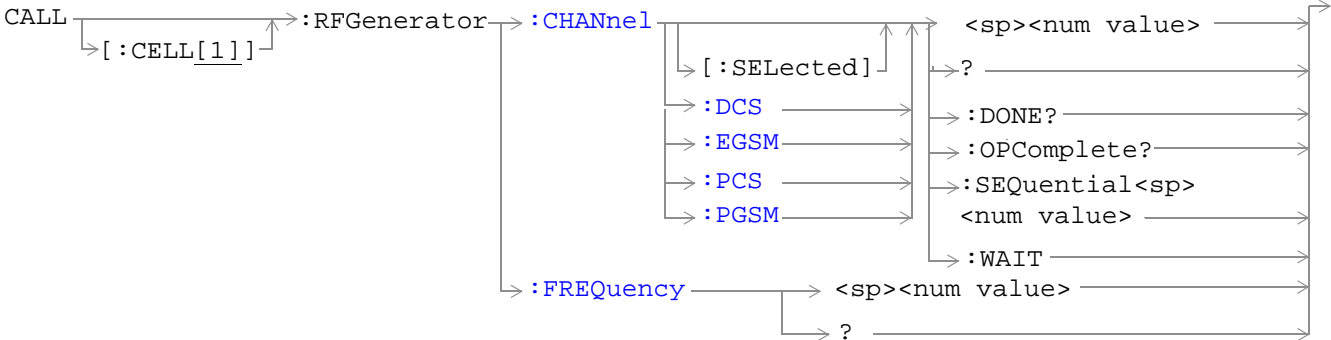 CALL :RFGenerator :CHANnel <sp><num value>
[:CELL[1]]
[:SELected] ?
:DCS :DONE?
:EGSM :OPComplete?
:PCS :SEQuential<sp>
:PGSM <num value>
:WAIT
:FREQuency <sp><num value>
?